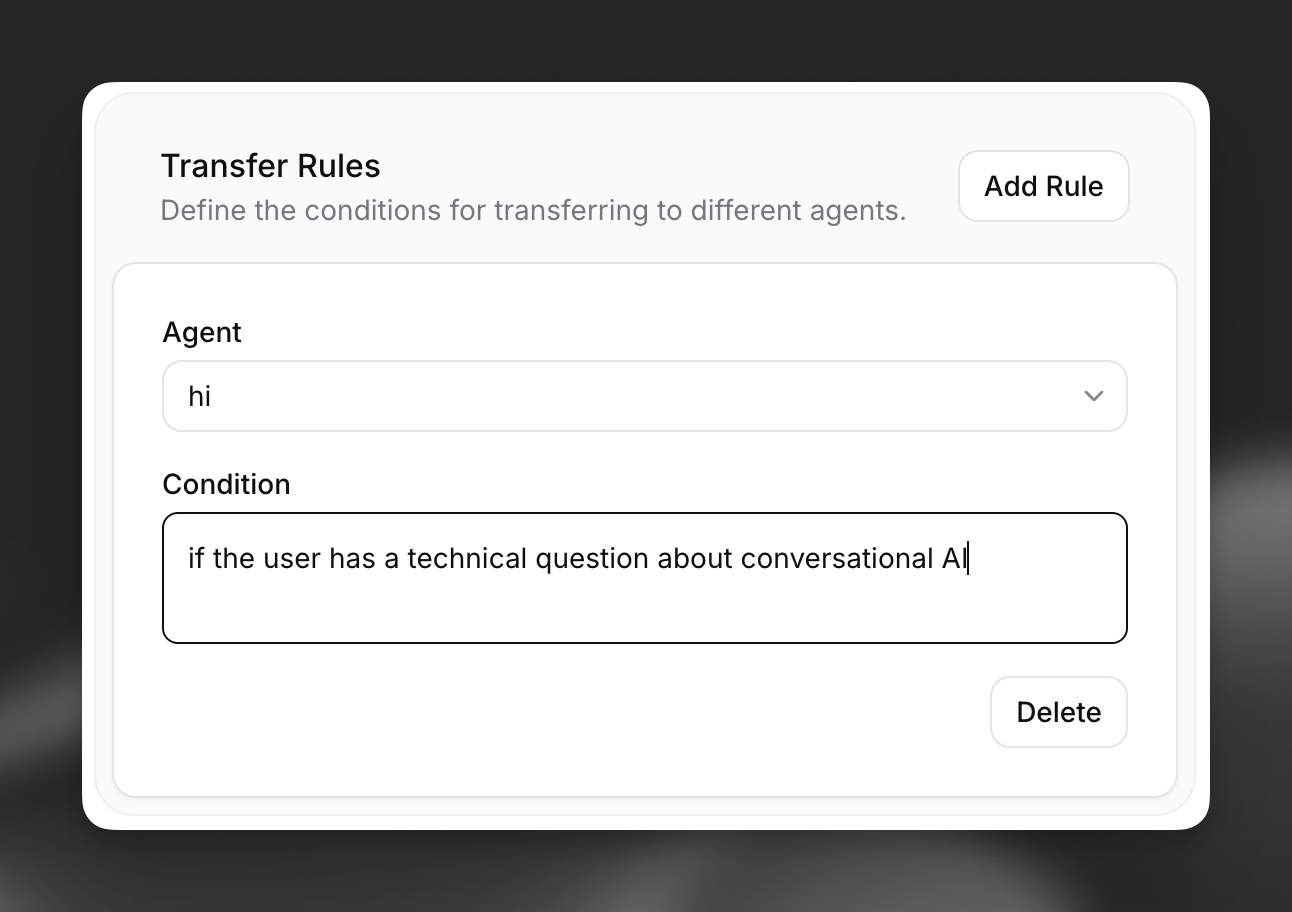 Transfer Rules
Define the conditions for transferring to different agents.
Add Rule
Agent
hi
Condition
if the user has a technical question about conversational AI
Delete